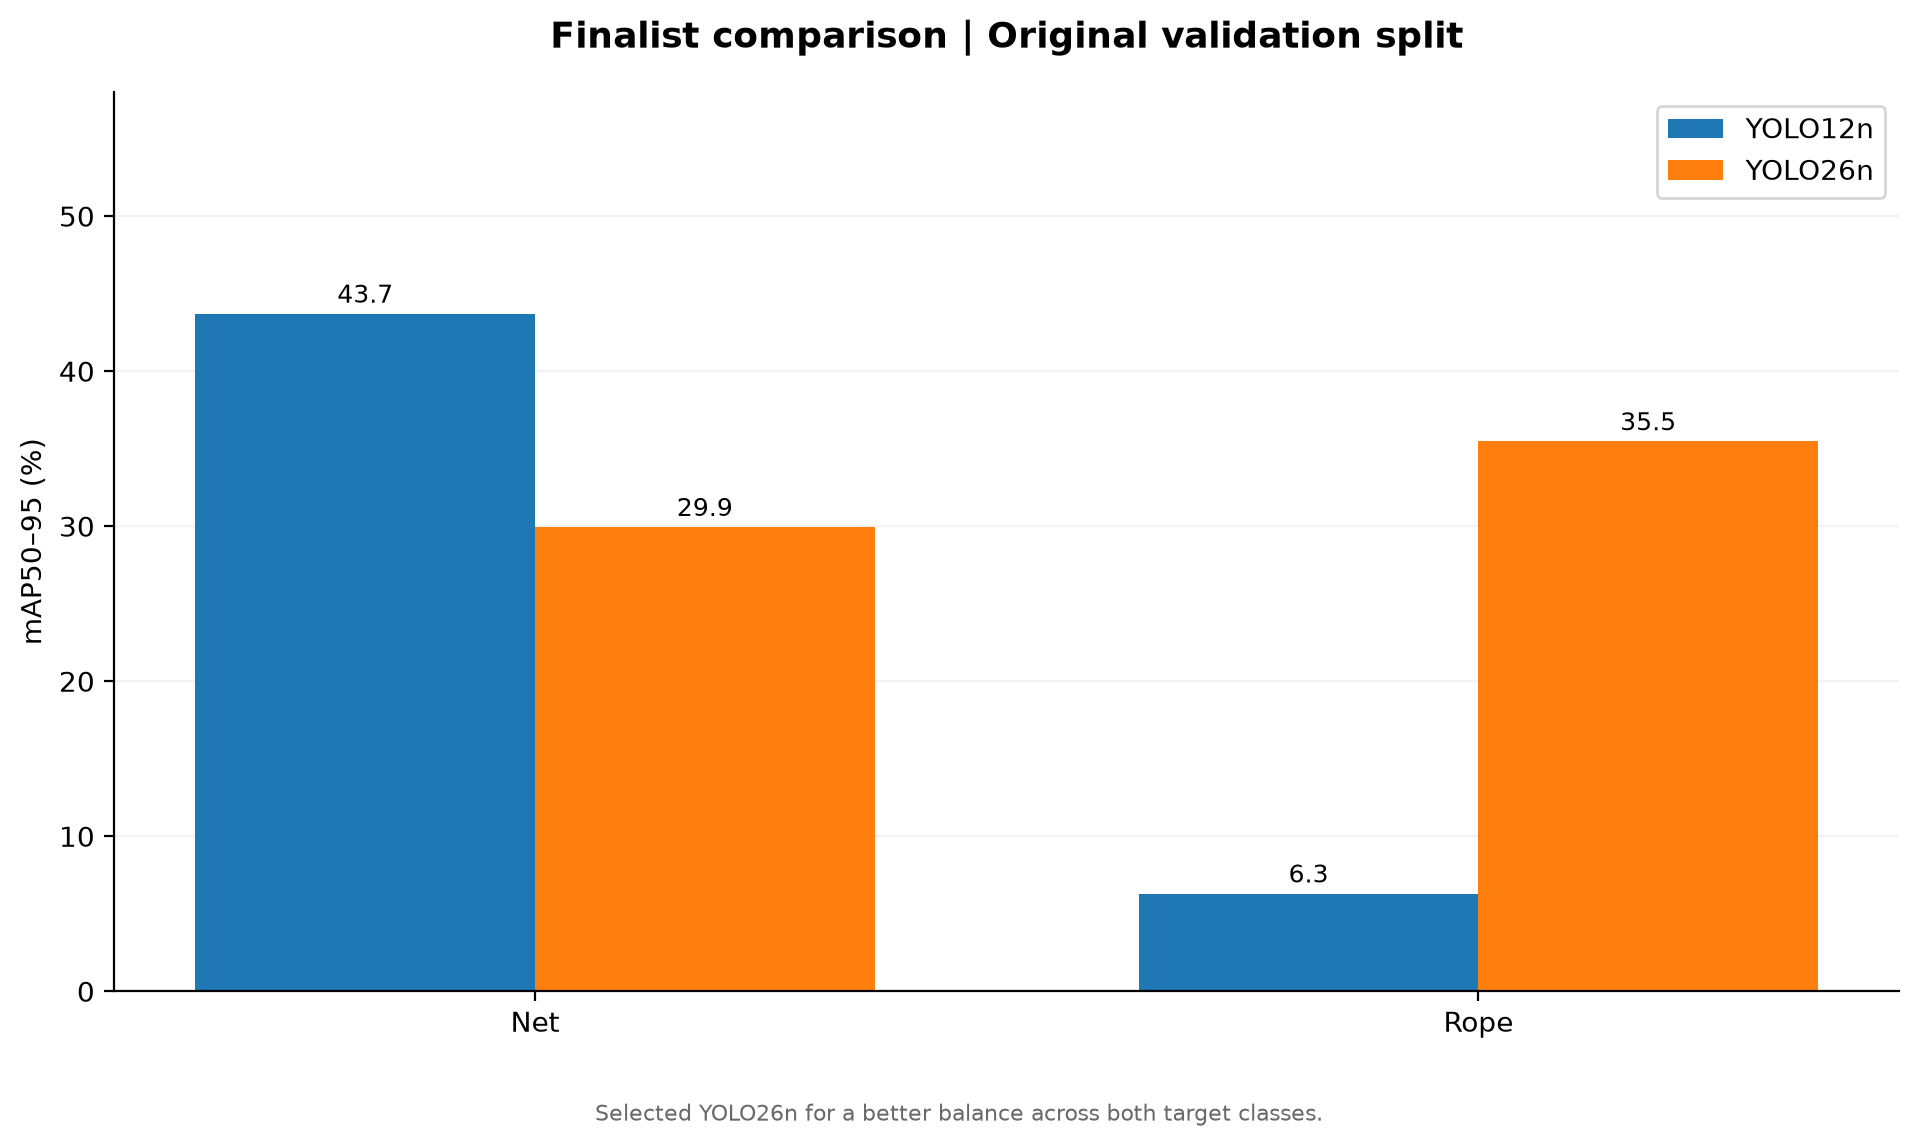 Finalist comparison | Original validation split
YOLO12n
YOLO26n
mAP50–95 (%)
50
40
30
20
10
0
43.7
29.9
6.3
35.5
Net
Rope
Selected YOLO26n for a better balance across both target classes.